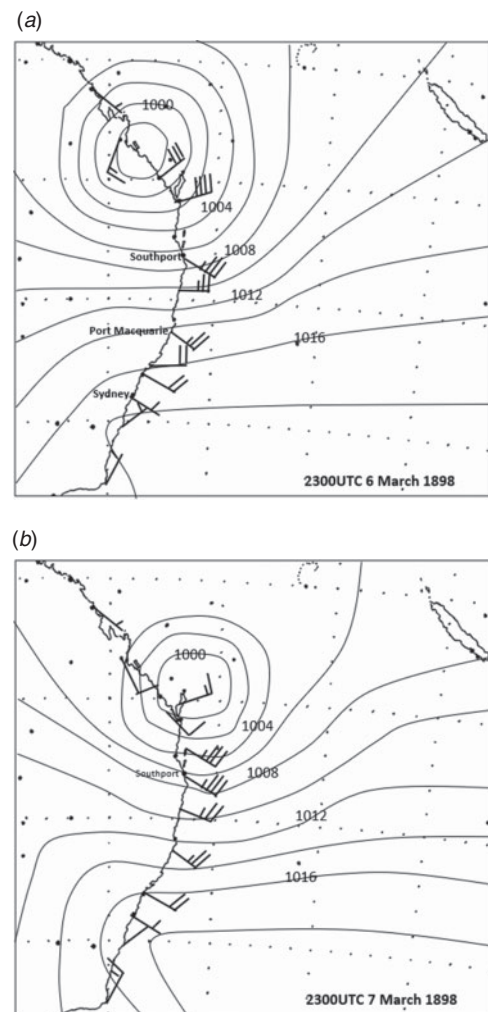 (a)
1000
1004
Southport
1008
1012
Port Macquarie
1016
Sydney
2300UTC 6 March 1898
(b)
1000
1004
Southport
1008
1012
1016
2300UTC 7 March 1898